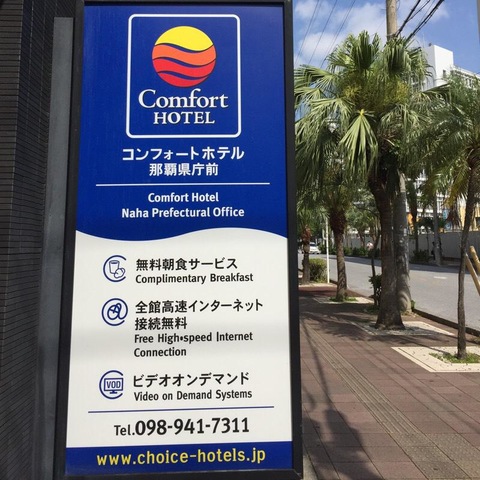 Comfort
HOTEL
コンフォートホテル
那覇県庁前
Comfort Hotel
Naha Prefectural Office
無料朝食サービス
Complimentary Breakfast
全館高速インターネット
接続無料
Free High•speed Internet
Connection
VOD
ビデオオンデマンド
Video on Demand Systems
Tel.098-941-7311
www.choice-hotels.jp